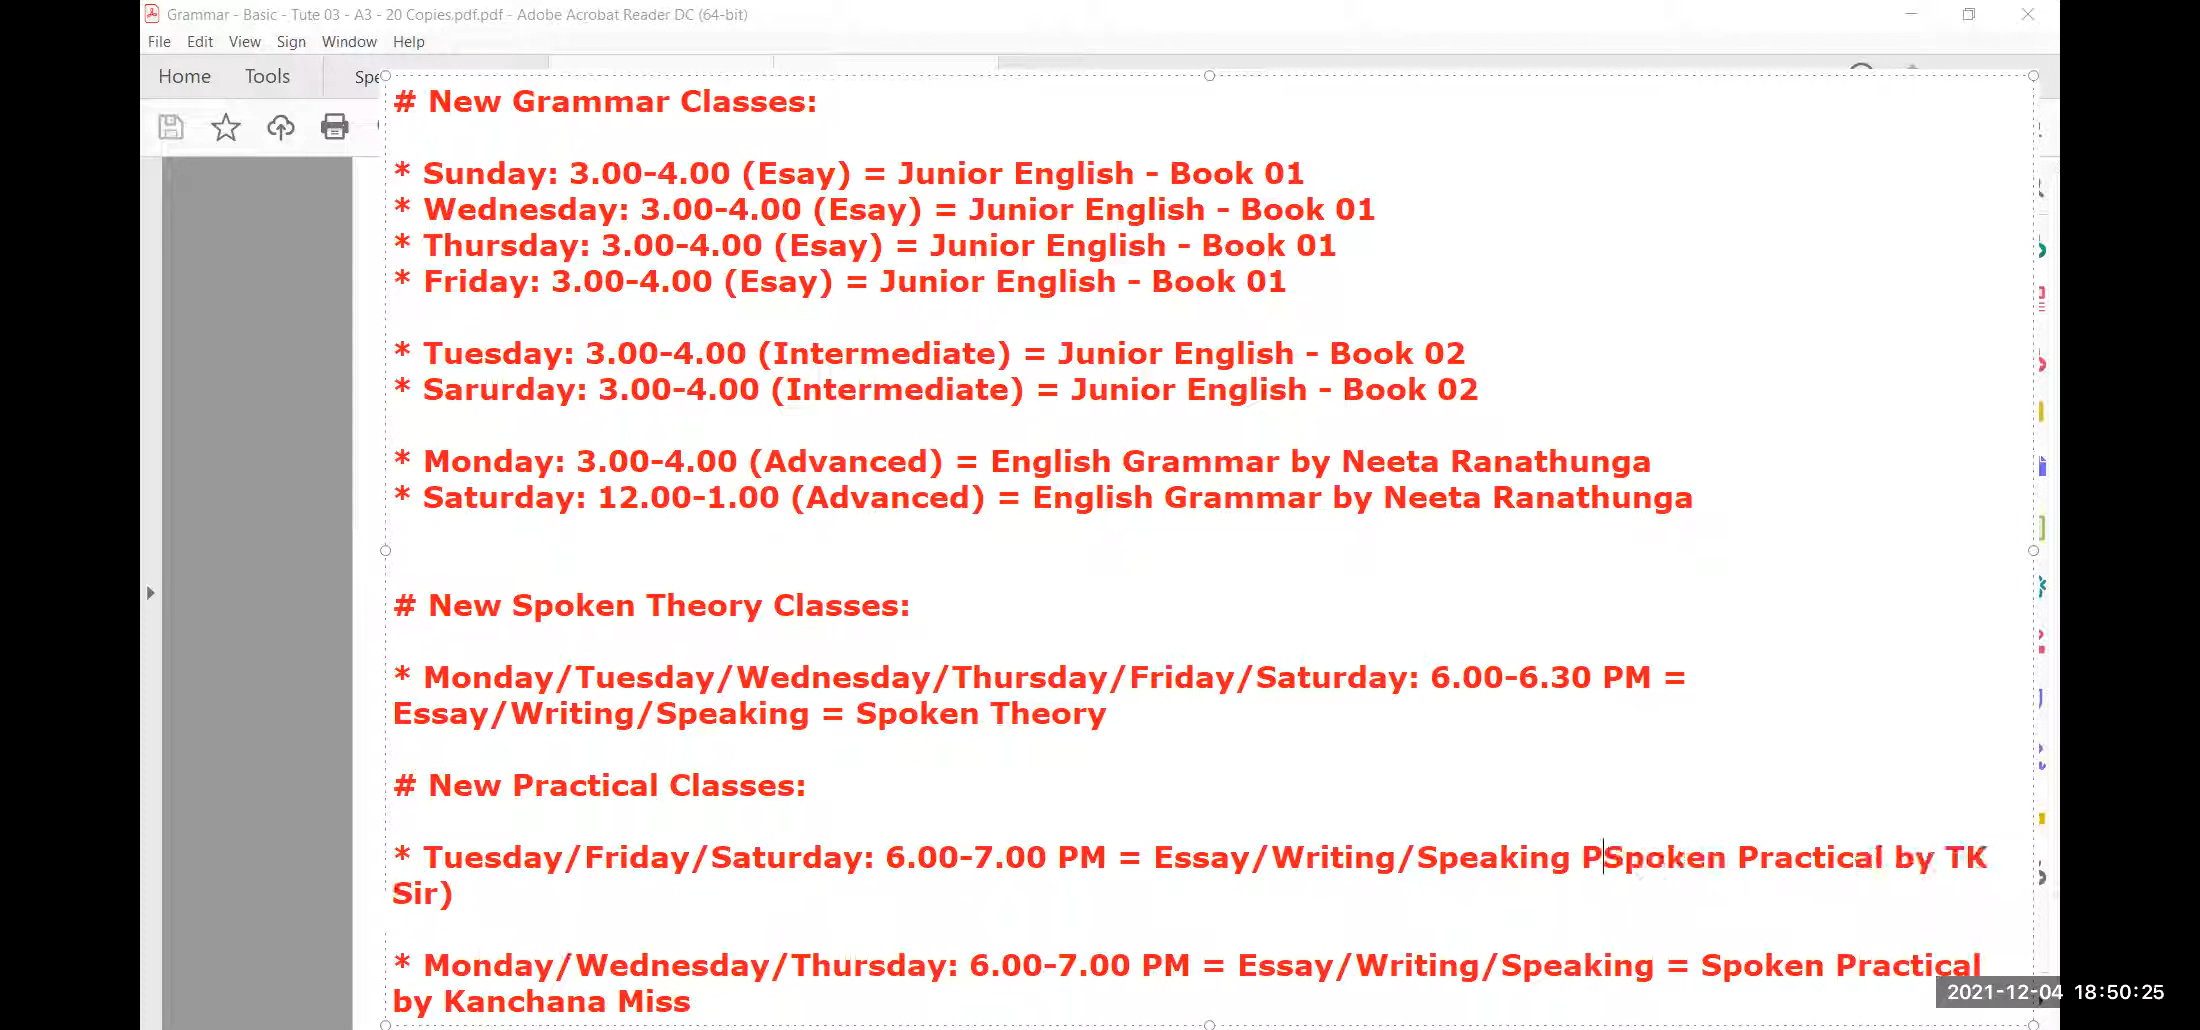 Grammar - Basic - Tute 03 - A3 - 20 Copies.pdf.pdf - Adobe Acrobat Reader DC (64-bit)
File Edit View Sign Window Help
Home Tools Spe
# New Grammar Classes:
* Sunday: 3.00-4.00 (Esay) = Junior English - Book 01
* Wednesday: 3.00-4.00 (Esay) = Junior English - Book 01
* Thursday: 3.00-4.00 (Esay) = Junior English - Book 01
* Friday: 3.00-4.00 (Esay) = Junior English - Book 01
* Tuesday: 3.00-4.00 (Intermediate) = Junior English - Book 02
* Sarurday: 3.00-4.00 (Intermediate) = Junior English - Book 02
* Monday: 3.00-4.00 (Advanced) = English Grammar by Neeta Ranathunga
* Saturday: 12.00-1.00 (Advanced) = English Grammar by Neeta Ranathunga
# New Spoken Theory Classes:
* Monday/Tuesday/Wednesday/Thursday/Friday/Saturday: 6.00-6.30 PM =
Essay/Writing/Speaking = Spoken Theory
# New Practical Classes:
* Tuesday/Friday/Saturday: 6.00-7.00 PM = Essay/Writing/Speaking PSpoken Practical by TK
Sir)
* Monday/Wednesday/Thursday: 6.00-7.00 PM = Essay/Writing/Speaking = Spoken Practical
by Kanchana Miss
2021-12-04 18:50:25